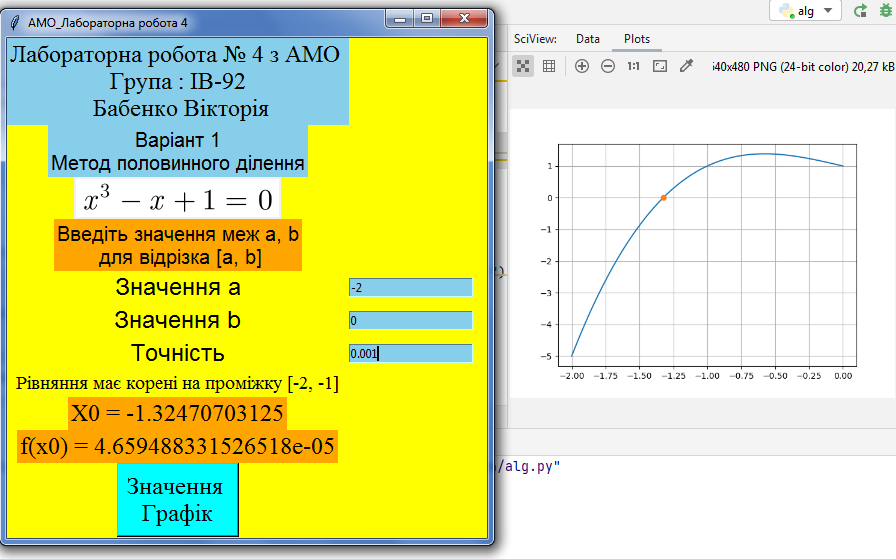 АМО_Лабораторна робота 4
Лабораторна робота № 4 з АМО
Група : ІВ-92
Бабенко Вікторія
Варіант 1
Метод половинного ділення
x³ − x + 1 = 0
Введіть значення меж a, b
для відрізка [a, b]
Значення a
-2
Значення b
0
Точність
0.001
Рівняння має корені на проміжку [-2, -1]
X0 = -1.32470703125
f(x0) = 4.659488331526518e-05
Значення
Графік
alg
SciView:
Data
Plots
1:1
640x480 PNG (24-bit color) 20,27 kB
1
0
−1
−2
−3
−4
−5
−2.00
−1.75
−1.50
−1.25
−1.00
−0.75
−0.50
−0.25
0.00
/alg.py"